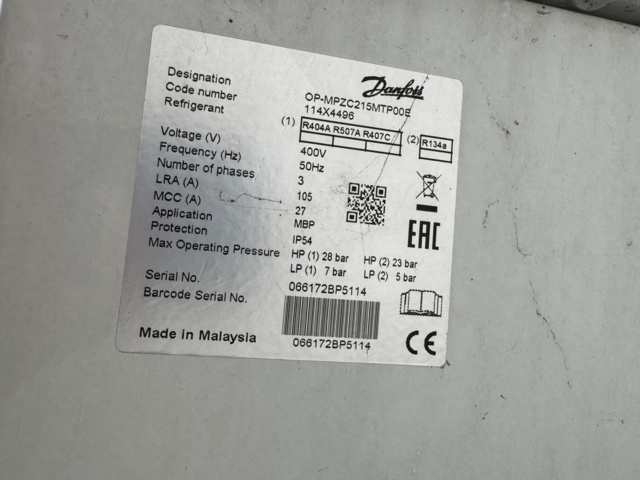 Danfoss
Designation OP-MPZC215MTP00E
Code number 114X4496
Refrigerant (1) R404A R507A R407C (2) R134a
Voltage (V) 400V
Frequency (Hz) 50Hz
Number of phases 3
LRA (A) 105
MCC (A) 27
Application MBP
Protection IP54
Max Operating Pressure HP (1) 28 bar HP (2) 23 bar
LP (1) 7 bar LP (2) 5 bar
Serial No. 066172BP5114
Barcode Serial No.
066172BP5114
Made in Malaysia
EAC
CE